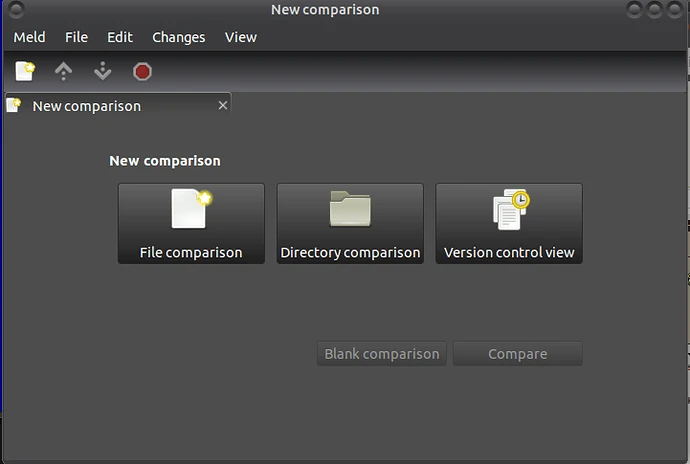 New comparison
Meld File Edit Changes View
New comparison
New comparison
File comparison Directory comparison Version control view
Blank comparison Compare